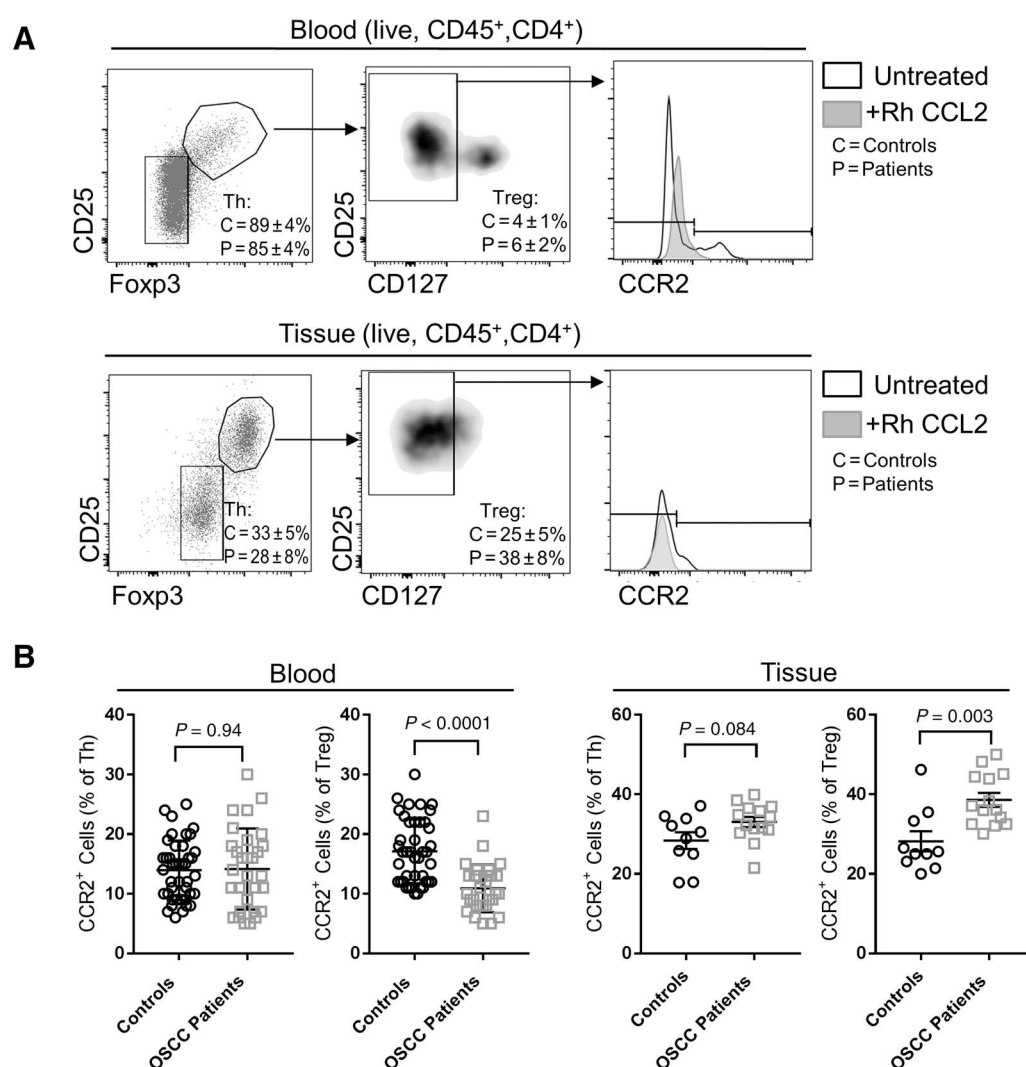 A
Blood (live, CD45⁺,CD4⁺)
CD25
Th:
C=89±4%
P=85±4%
Foxp3
CD25
Treg:
C=4±1%
P=6±2%
CD127
CCR2
Untreated
+Rh CCL2
C=Controls
P=Patients
Tissue (live, CD45⁺,CD4⁺)
CD25
Th:
C=33±5%
P=28±8%
Foxp3
CD25
Treg:
C=25±5%
P=38±8%
CD127
CCR2
Untreated
+Rh CCL2
C=Controls
P=Patients
B
Blood
CCR2⁺ Cells (% of Th)
40
30
20
10
0
P = 0.94
Controls
OSCC Patients
CCR2⁺ Cells (% of Treg)
40
30
20
10
0
P < 0.0001
Controls
OSCC Patients
Tissue
CCR2⁺ Cells (% of Th)
60
40
20
0
P = 0.084
Controls
OSCC Patients
CCR2⁺ Cells (% of Treg)
60
40
20
0
P = 0.003
Controls
OSCC Patients